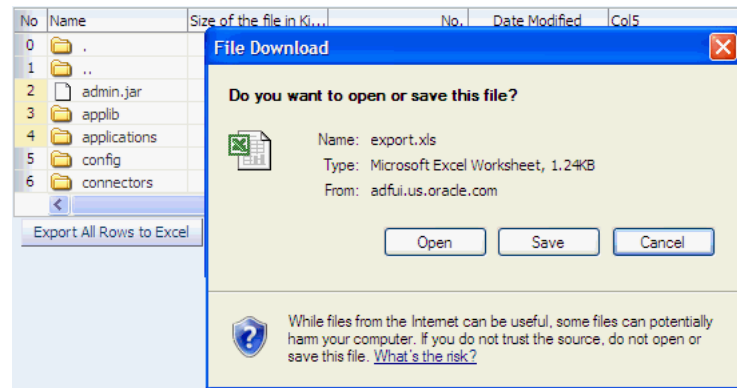 No Name Size of the file in Ki... No. Date Modified Col5
0 .
1 ..
2 admin.jar
3 applib
4 applications
5 config
6 connectors
Export All Rows to Excel
File Download
Do you want to open or save this file?
Name: export.xls
Type: Microsoft Excel Worksheet, 1.24KB
From: adfui.us.oracle.com
Open Save Cancel
While files from the Internet can be useful, some files can potentially
harm your computer. If you do not trust the source, do not open or
save this file. What's the risk?